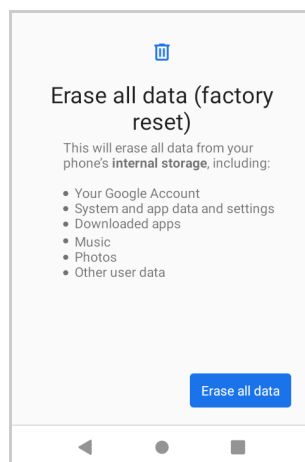 Erase all data (factory
reset)
This will erase all data from your
phone's internal storage, including:
• Your Google Account
• System and app data and settings
• Downloaded apps
• Music
• Photos
• Other user data
Erase all data